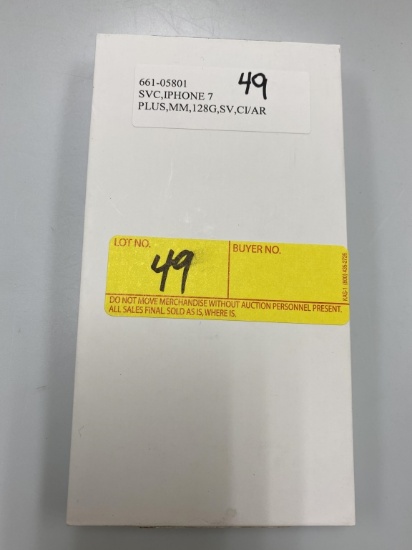 661-05801
49
SVC,IPHONE 7
PLUS,MM,128G,SV,CI/AR
LOT NO.
49
BUYER NO.
DO NOT MOVE MERCHANDISE WITHOUT AUCTION PERSONNEL PRESENT.
ALL SALES FINAL. SOLD AS IS, WHERE IS.